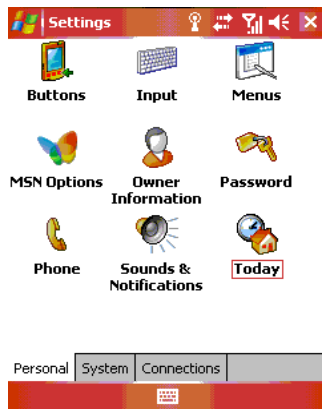 Settings
Buttons Input Menus
MSN Options Owner Information Password
Phone Sounds & Notifications Today
Personal System Connections